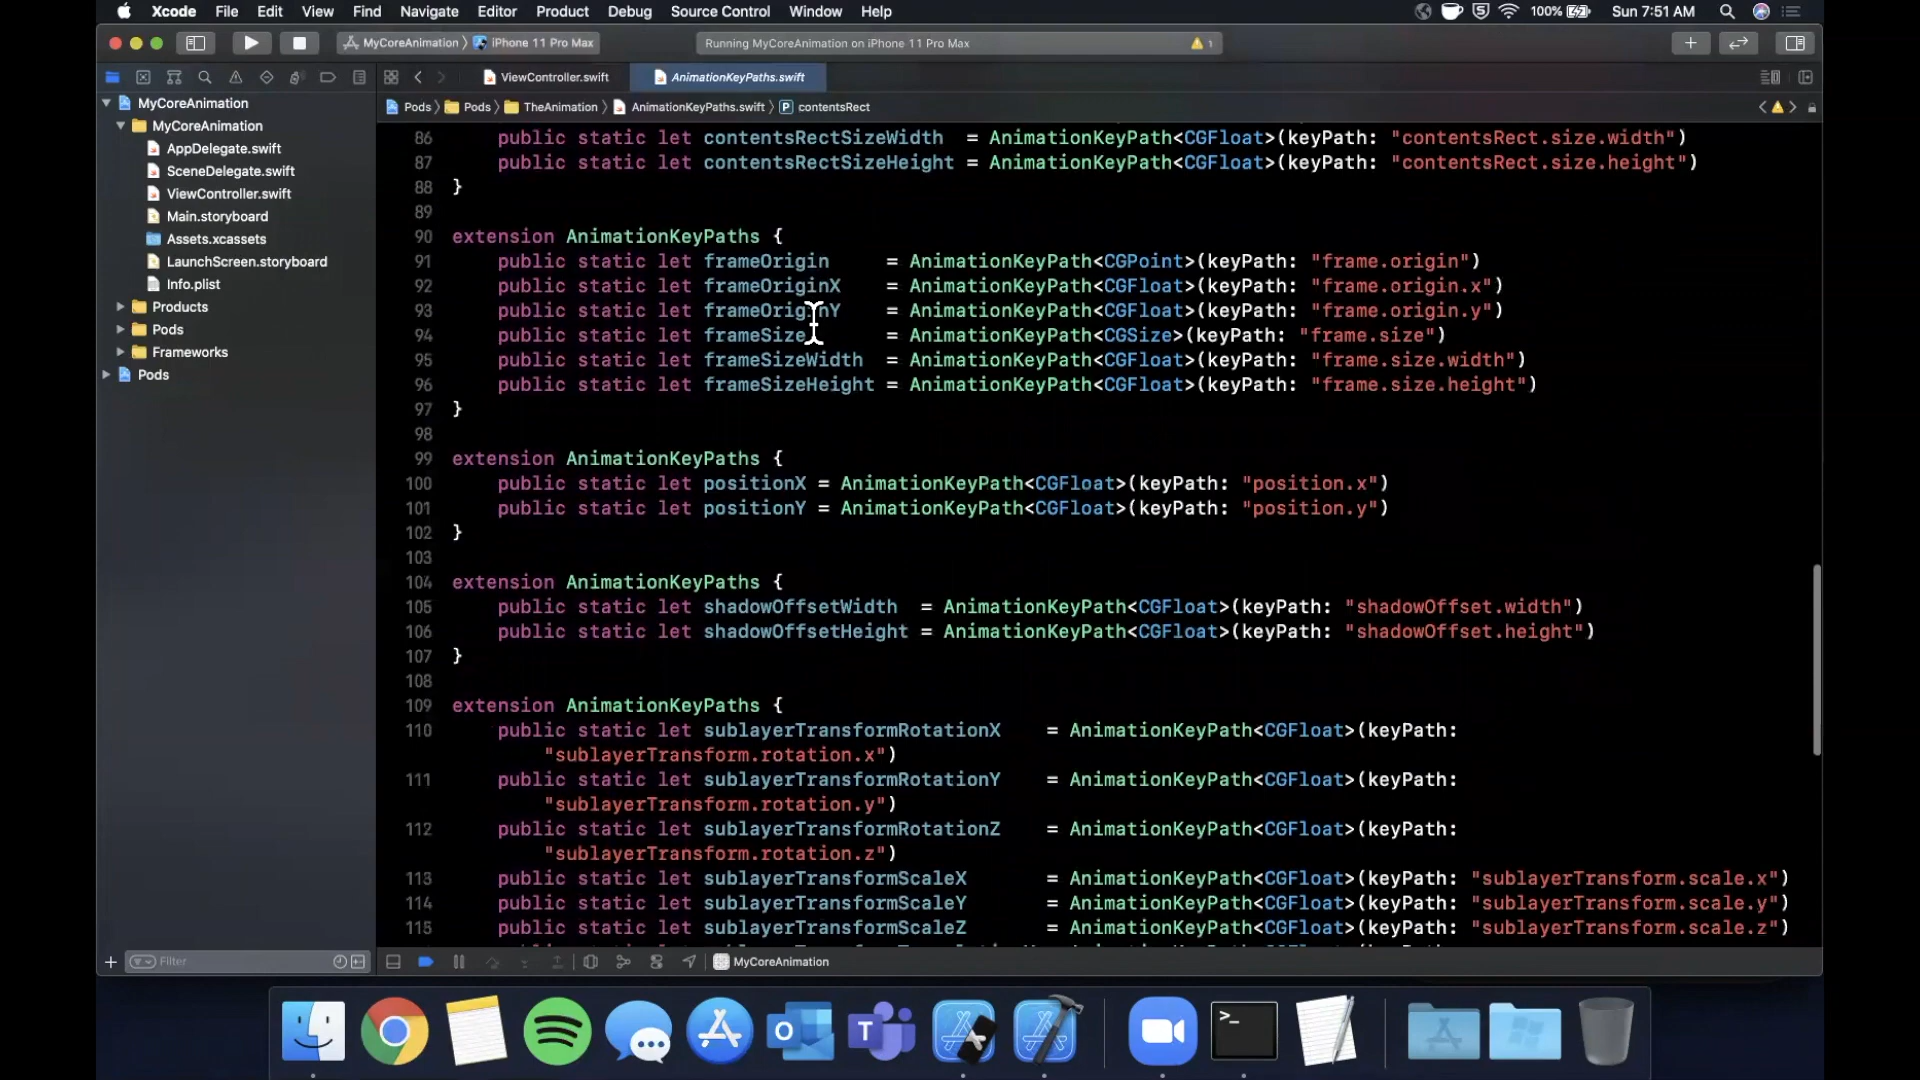 Xcode File Edit View Find Navigate Editor Product Debug Source Control Window Help 100% Sun 7:51 AM
MyCoreAnimation iPhone 11 Pro Max Running MyCoreAnimation on iPhone 11 Pro Max 1
ViewController.swift AnimationKeyPaths.swift
Pods Pods TheAnimation AnimationKeyPaths.swift P contentsRect
MyCoreAnimation
MyCoreAnimation
AppDelegate.swift
SceneDelegate.swift
ViewController.swift
Main.storyboard
Assets.xcassets
LaunchScreen.storyboard
Info.plist
Products
Pods
Frameworks
Pods
86 public static let contentsRectSizeWidth = AnimationKeyPath<CGFloat>(keyPath: "contentsRect.size.width")
87 public static let contentsRectSizeHeight = AnimationKeyPath<CGFloat>(keyPath: "contentsRect.size.height")
88 }
89
90 extension AnimationKeyPaths {
91 public static let frameOrigin = AnimationKeyPath<CGPoint>(keyPath: "frame.origin")
92 public static let frameOriginX = AnimationKeyPath<CGFloat>(keyPath: "frame.origin.x")
93 public static let frameOriginY = AnimationKeyPath<CGFloat>(keyPath: "frame.origin.y")
94 public static let frameSize = AnimationKeyPath<CGSize>(keyPath: "frame.size")
95 public static let frameSizeWidth = AnimationKeyPath<CGFloat>(keyPath: "frame.size.width")
96 public static let frameSizeHeight = AnimationKeyPath<CGFloat>(keyPath: "frame.size.height")
97 }
98
99 extension AnimationKeyPaths {
100 public static let positionX = AnimationKeyPath<CGFloat>(keyPath: "position.x")
101 public static let positionY = AnimationKeyPath<CGFloat>(keyPath: "position.y")
102 }
103
104 extension AnimationKeyPaths {
105 public static let shadowOffsetWidth = AnimationKeyPath<CGFloat>(keyPath: "shadowOffset.width")
106 public static let shadowOffsetHeight = AnimationKeyPath<CGFloat>(keyPath: "shadowOffset.height")
107 }
108
109 extension AnimationKeyPaths {
110 public static let sublayerTransformRotationX = AnimationKeyPath<CGFloat>(keyPath:
"sublayerTransform.rotation.x")
111 public static let sublayerTransformRotationY = AnimationKeyPath<CGFloat>(keyPath:
"sublayerTransform.rotation.y")
112 public static let sublayerTransformRotationZ = AnimationKeyPath<CGFloat>(keyPath:
"sublayerTransform.rotation.z")
113 public static let sublayerTransformScaleX = AnimationKeyPath<CGFloat>(keyPath: "sublayerTransform.scale.x")
114 public static let sublayerTransformScaleY = AnimationKeyPath<CGFloat>(keyPath: "sublayerTransform.scale.y")
115 public static let sublayerTransformScaleZ = AnimationKeyPath<CGFloat>(keyPath: "sublayerTransform.scale.z")
Filter MyCoreAnimation